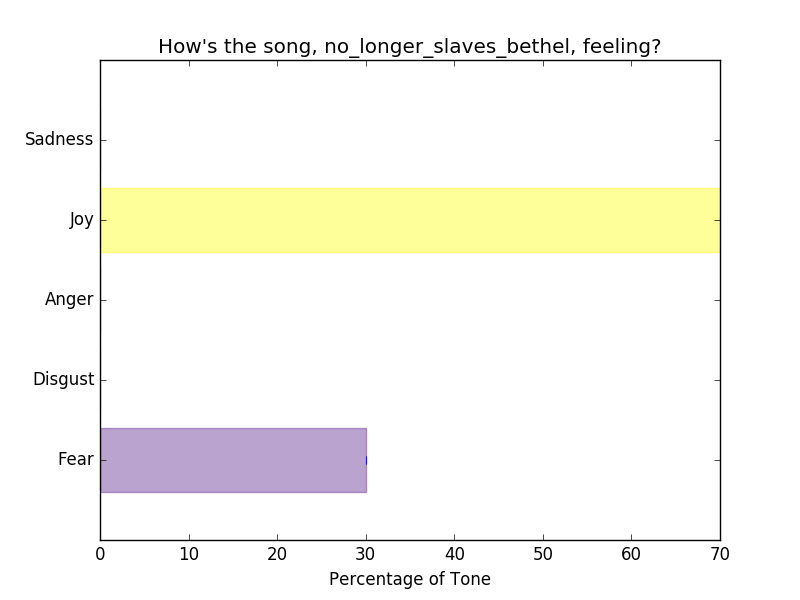 How's the song, no_longer_slaves_bethel, feeling?
Sadness
Joy
Anger
Disgust
Fear
0 10 20 30 40 50 60 70
Percentage of Tone